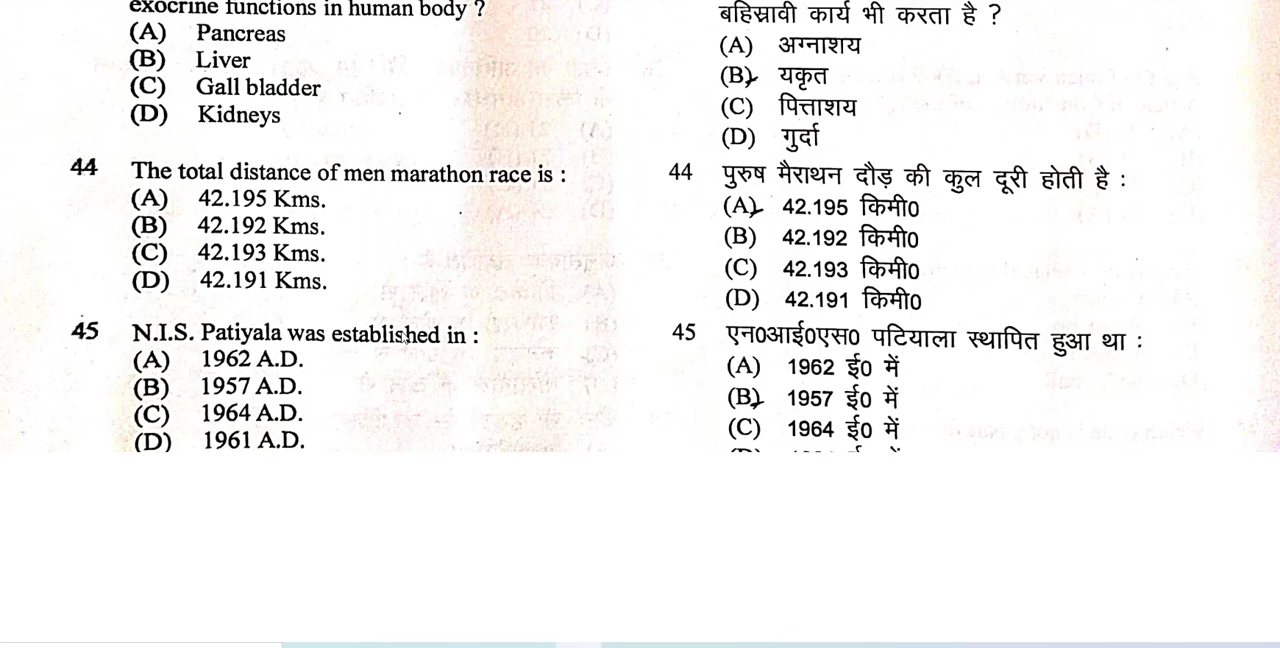 exocrine functions in human body ?
(A) Pancreas
(B) Liver
(C) Gall bladder
(D) Kidneys
44 The total distance of men marathon race is :
(A) 42.195 Kms.
(B) 42.192 Kms.
(C) 42.193 Kms.
(D) 42.191 Kms.
45 N.I.S. Patiyala was established in :
(A) 1962 A.D.
(B) 1957 A.D.
(C) 1964 A.D.
(D) 1961 A.D.
बहिस्रावी कार्य भी करता है ?
(A) अग्नाशय
(B) यकृत
(C) पित्ताशय
(D) गुर्दा
44 पुरुष मैराथन दौड़ की कुल दूरी होती है :
(A) 42.195 किमी0
(B) 42.192 किमी0
(C) 42.193 किमी0
(D) 42.191 किमी0
45 एन0आई0एस0 पटियाला स्थापित हुआ था :
(A) 1962 ई0 में
(B) 1957 ई0 में
(C) 1964 ई0 में